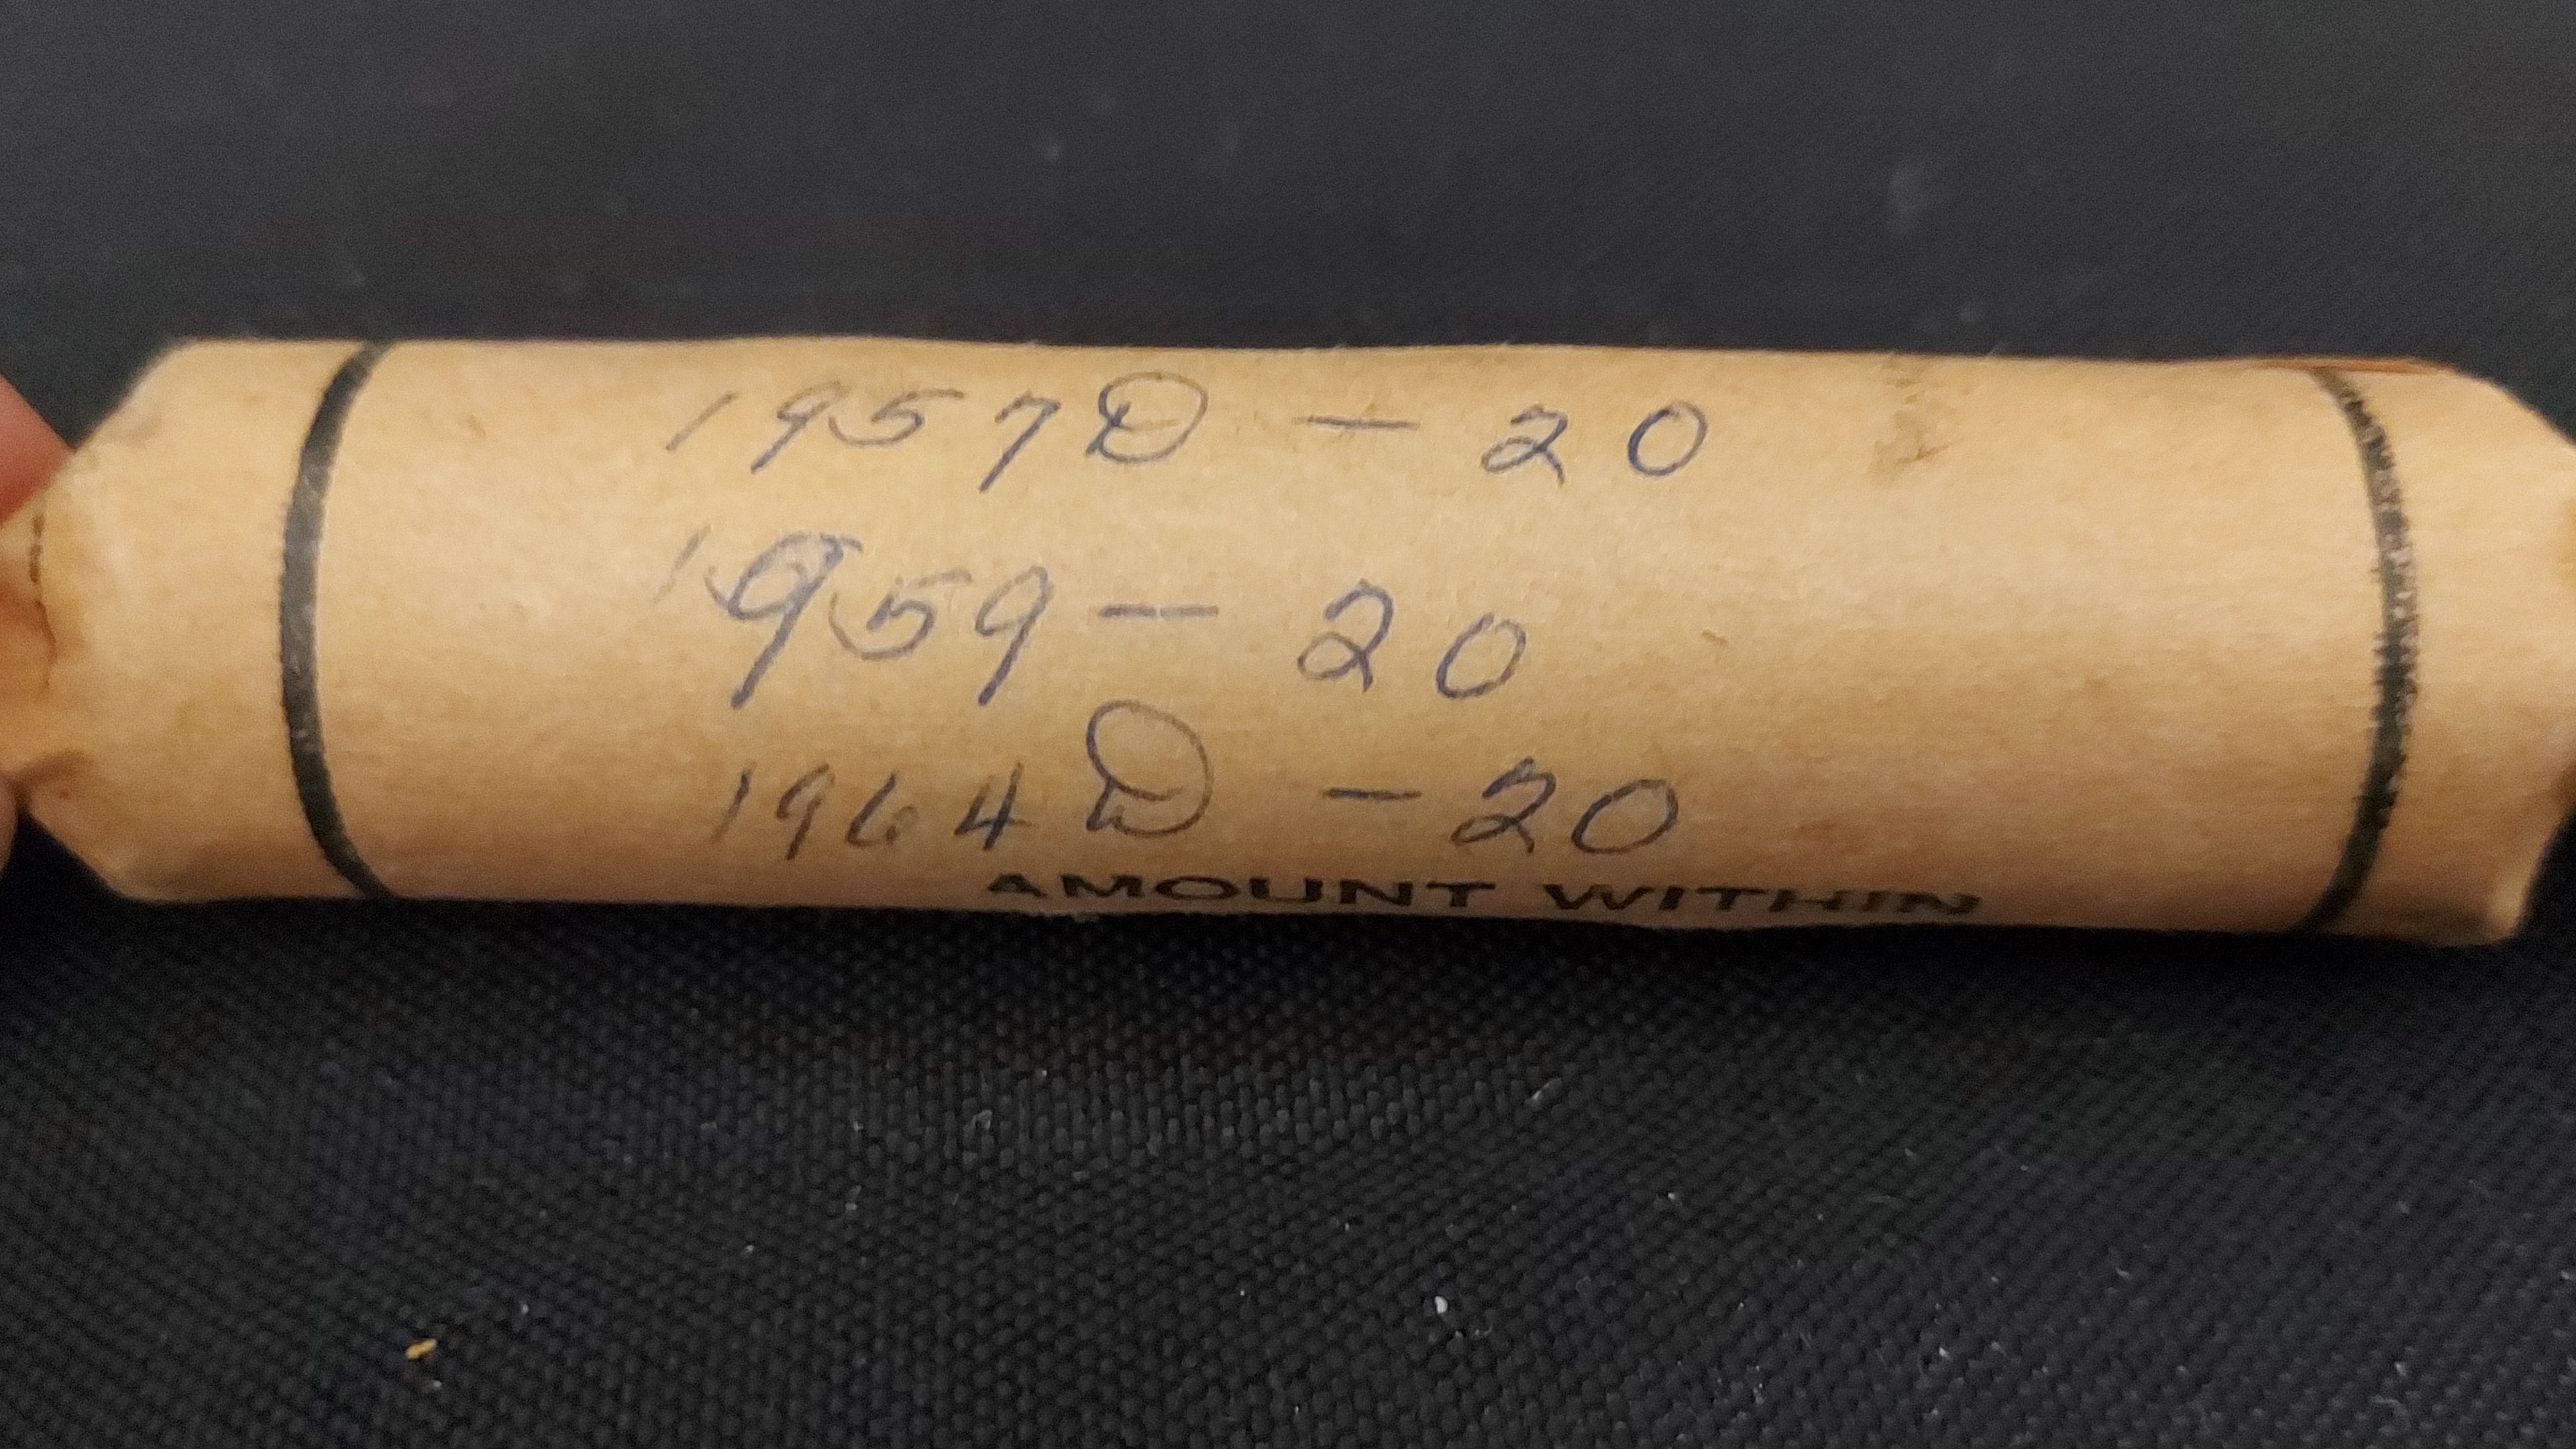 1957D - 20
1959 - 20
1964D - 20
AMOUNT WITHIN